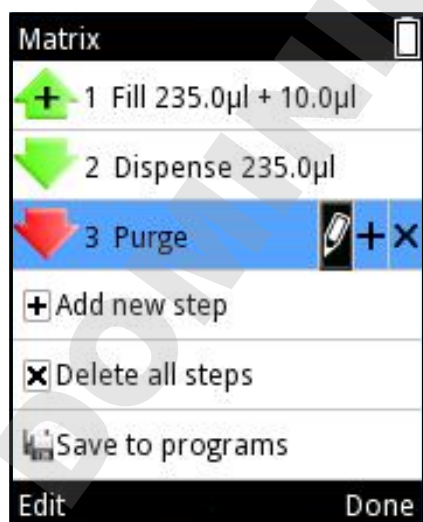 Matrix
1 Fill 235.0µl + 10.0µl
2 Dispense 235.0µl
3 Purge
Add new step
Delete all steps
Save to programs
Edit Done